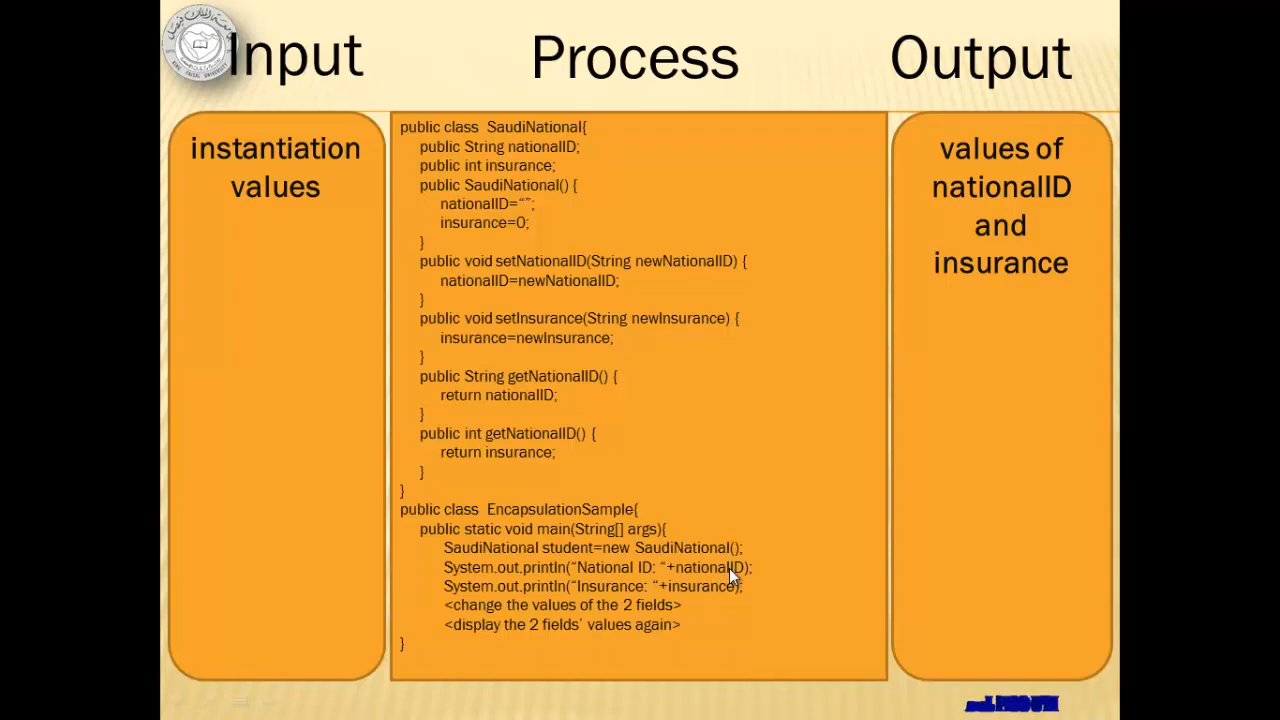 Input
Process
Output
instantiation
values
public class SaudiNational{
public String nationalID;
public int insurance;
public SaudiNational() {
nationalID=“”;
insurance=0;
}
public void setNationalID(String newNationalID) {
nationalID=newNationalID;
}
public void setInsurance(String newInsurance) {
insurance=newInsurance;
}
public String getNationalID() {
return nationalID;
}
public int getNationalID() {
return insurance;
}
}
public class EncapsulationSample{
public static void main(String[] args){
SaudiNational student=new SaudiNational();
System.out.println(“National ID: “+nationalID);
System.out.println(“Insurance: “+insurance);
<change the values of the 2 fields>
<display the 2 fields’ values again>
}
values of
nationalID
and
insurance